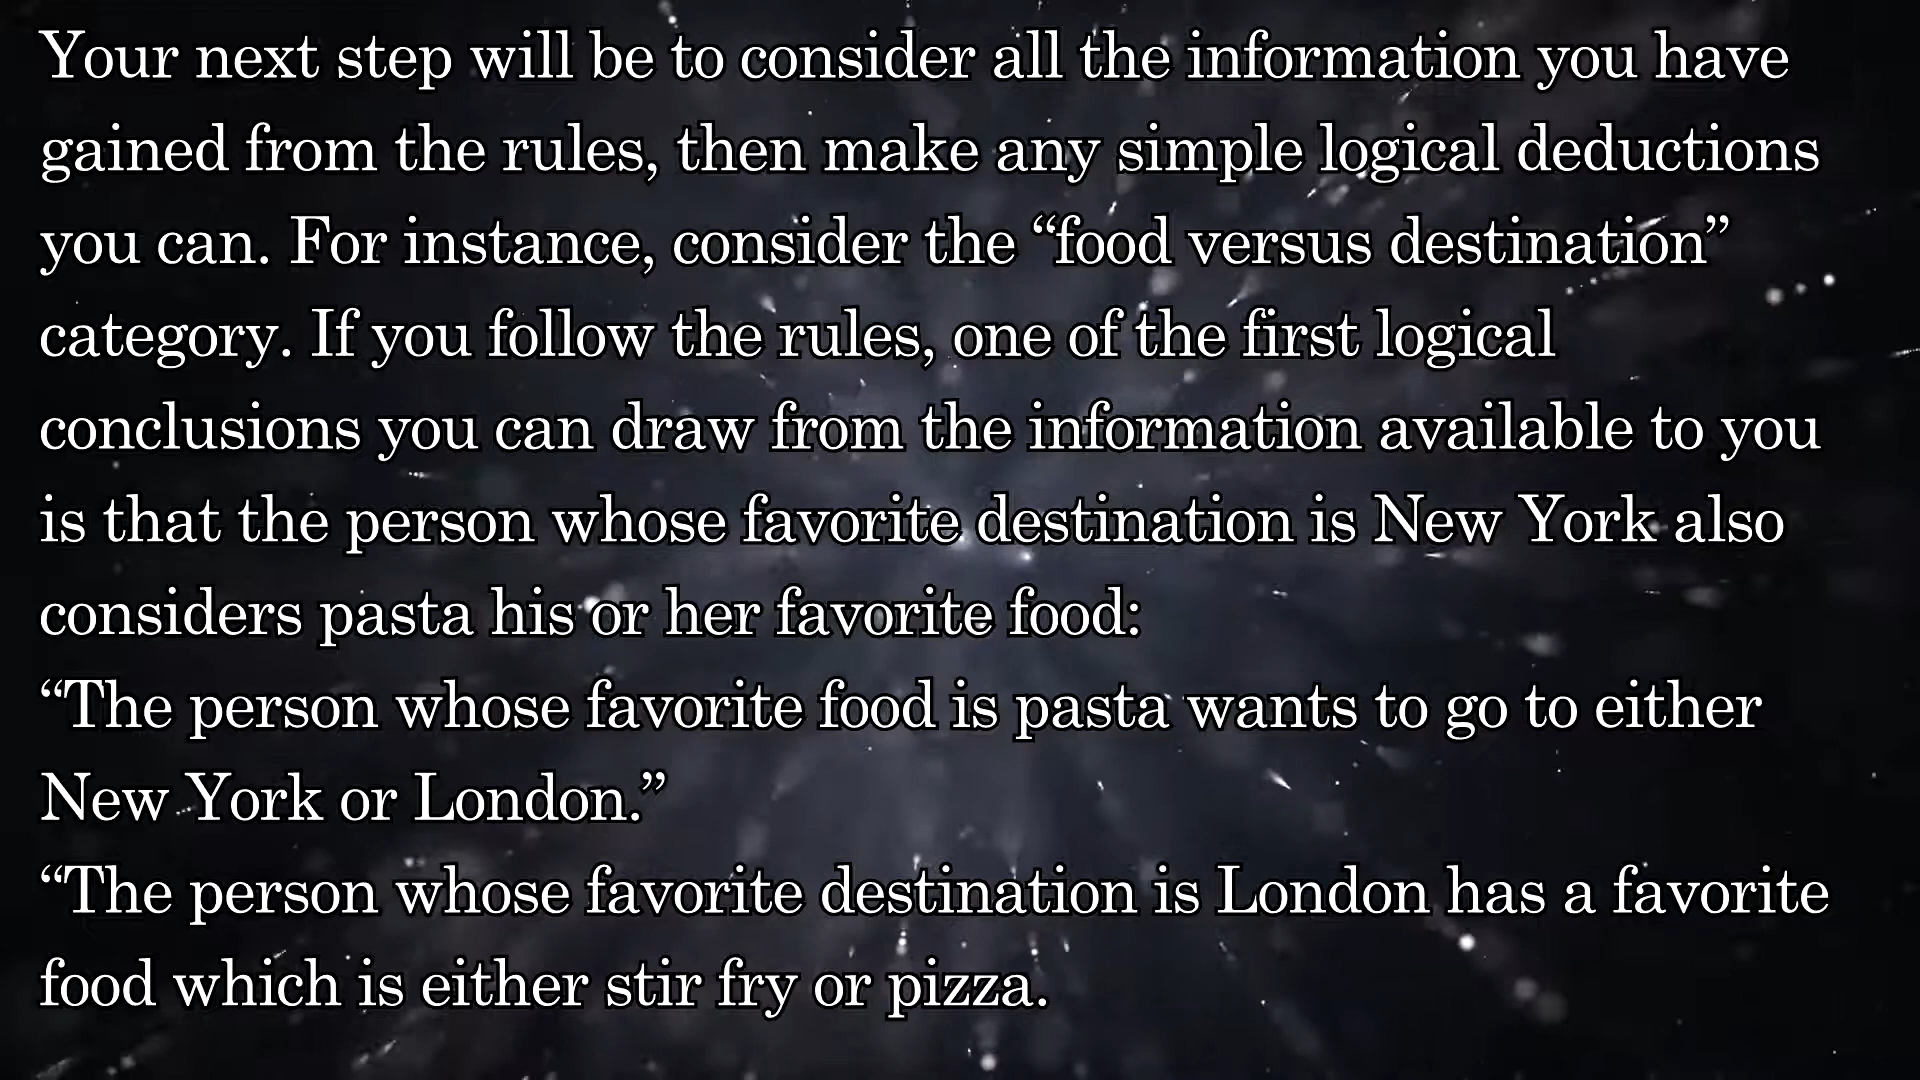 Your next step will be to consider all the information you have
gained from the rules, then make any simple logical deductions
you can. For instance, consider the “food versus destination”
category. If you follow the rules, one of the first logical
conclusions you can draw from the information available to you
is that the person whose favorite destination is New York also
considers pasta his or her favorite food:
“The person whose favorite food is pasta wants to go to either
New York or London.”
“The person whose favorite destination is London has a favorite
food which is either stir fry or pizza.